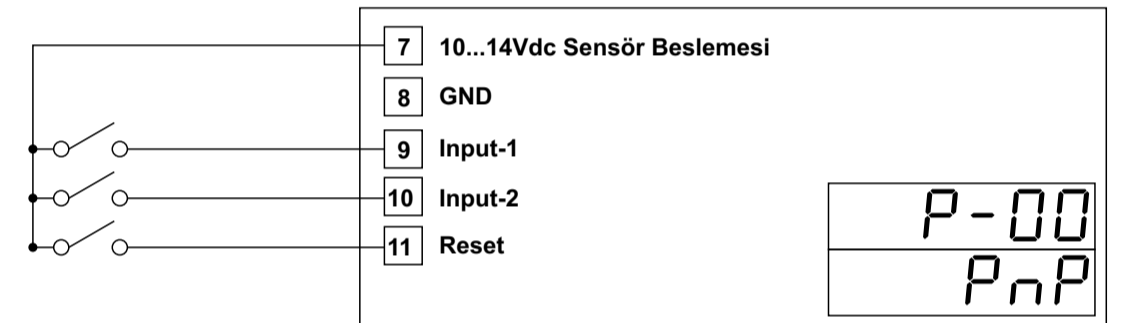 7 10...14Vdc Sensör Beslemesi
8 GND
9 Input-1
10 Input-2
11 Reset
P-00
PnP